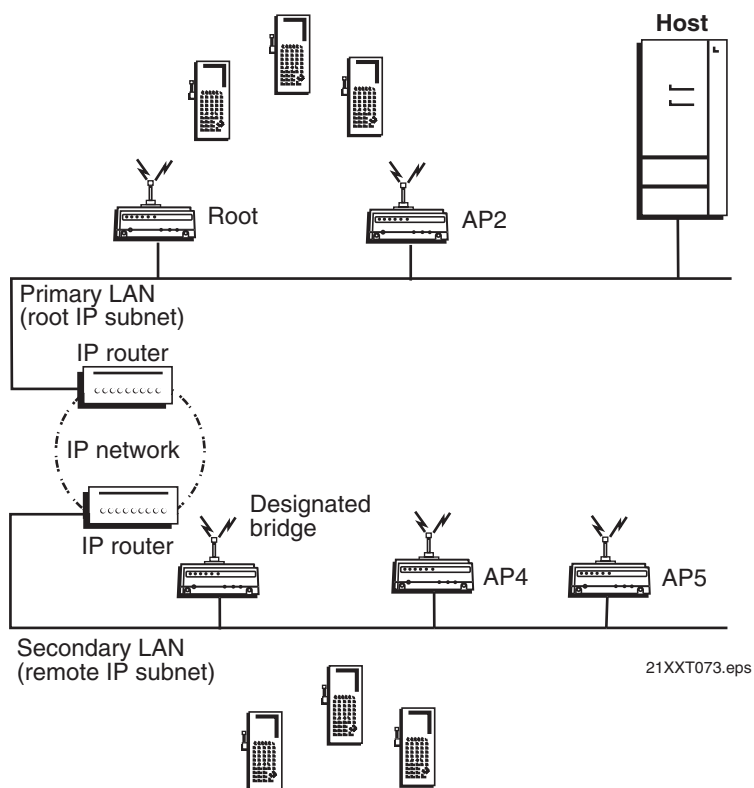 Host
Root
AP2
Primary LAN
(root IP subnet)
IP router
IP network
IP router
Designated
bridge
AP4
AP5
Secondary LAN
(remote IP subnet)
21XXT073.eps